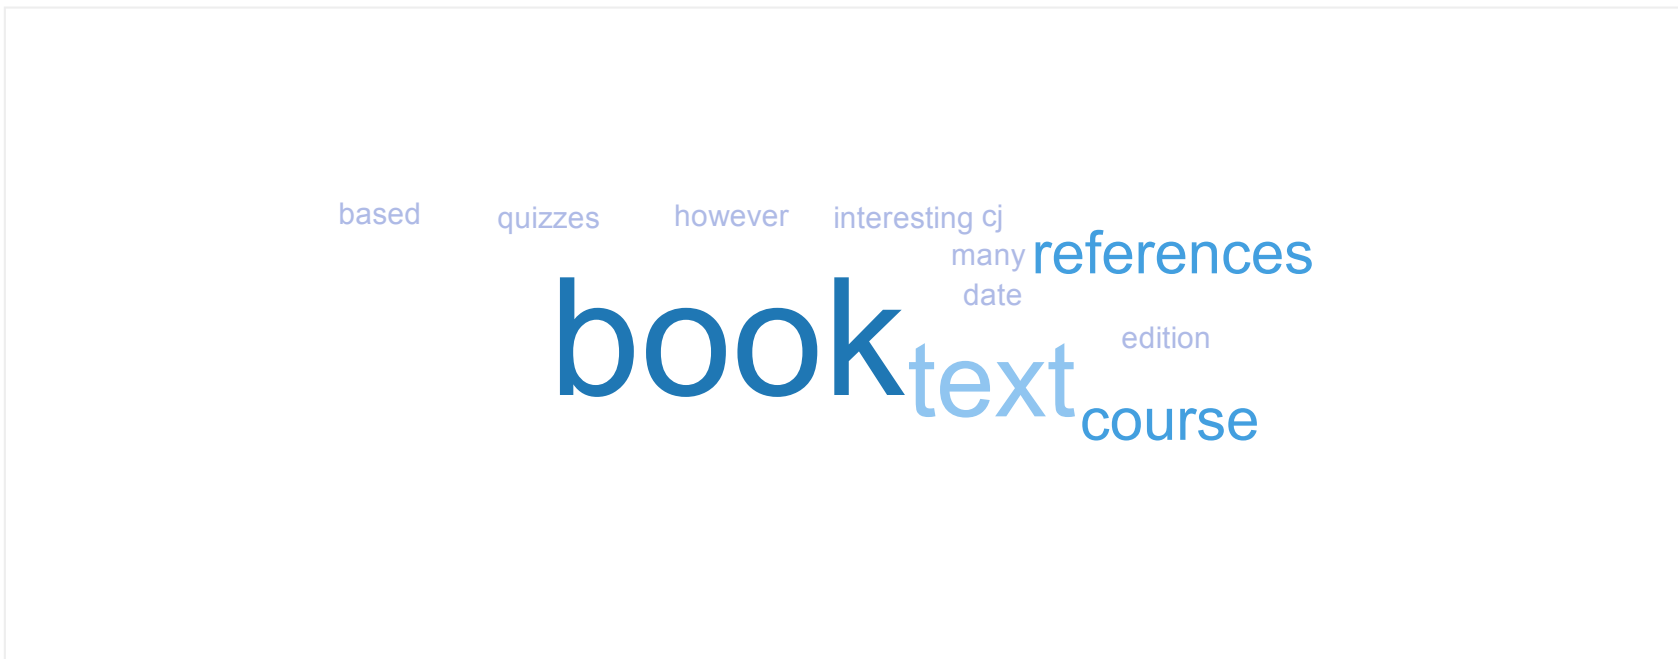 based quizzes however interesting cj
many references
date
book text edition
course